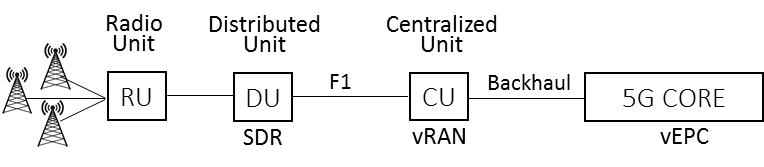 Radio
Unit
Distributed
Unit
Centralized
Unit
RU
DU
F1
CU
Backhaul
5G CORE
SDR
vRAN
vEPC